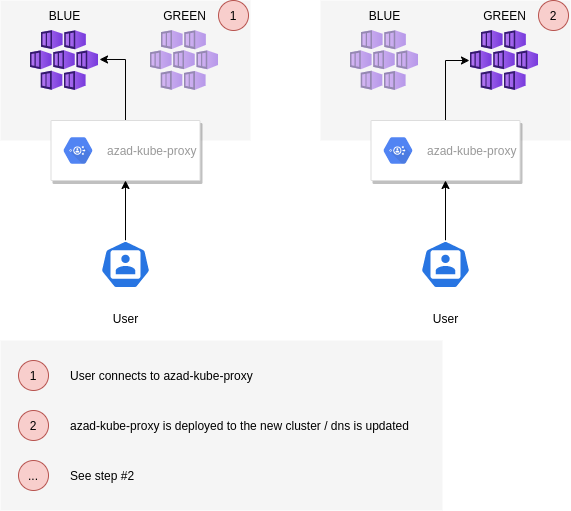 BLUE
GREEN
1
azad-kube-proxy
User
BLUE
GREEN
2
azad-kube-proxy
User
1
User connects to azad-kube-proxy
2
azad-kube-proxy is deployed to the new cluster / dns is updated
...
See step #2